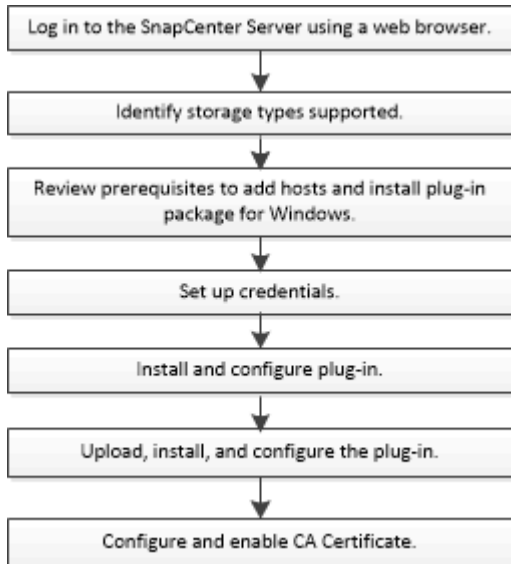 Log in to the SnapCenter Server using a web browser.
Identify storage types supported.
Review prerequisites to add hosts and install plug-in
package for Windows.
Set up credentials.
Install and configure plug-in.
Upload, install, and configure the plug-in.
Configure and enable CA Certificate.